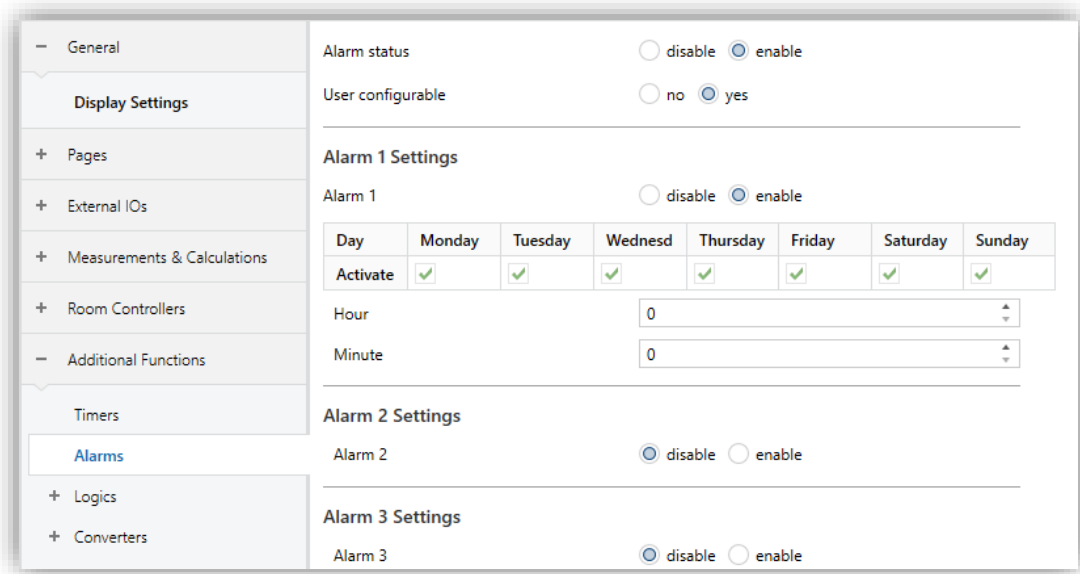 General
Display Settings
Pages
External IOs
Measurements & Calculations
Room Controllers
Additional Functions
Timers
Alarms
Logics
Converters
Alarm status disable enable
User configurable no yes
Alarm 1 Settings
Alarm 1 disable enable
Day Monday Tuesday Wednesd Thursday Friday Saturday Sunday
Activate
Hour 0
Minute 0
Alarm 2 Settings
Alarm 2 disable enable
Alarm 3 Settings
Alarm 3 disable enable